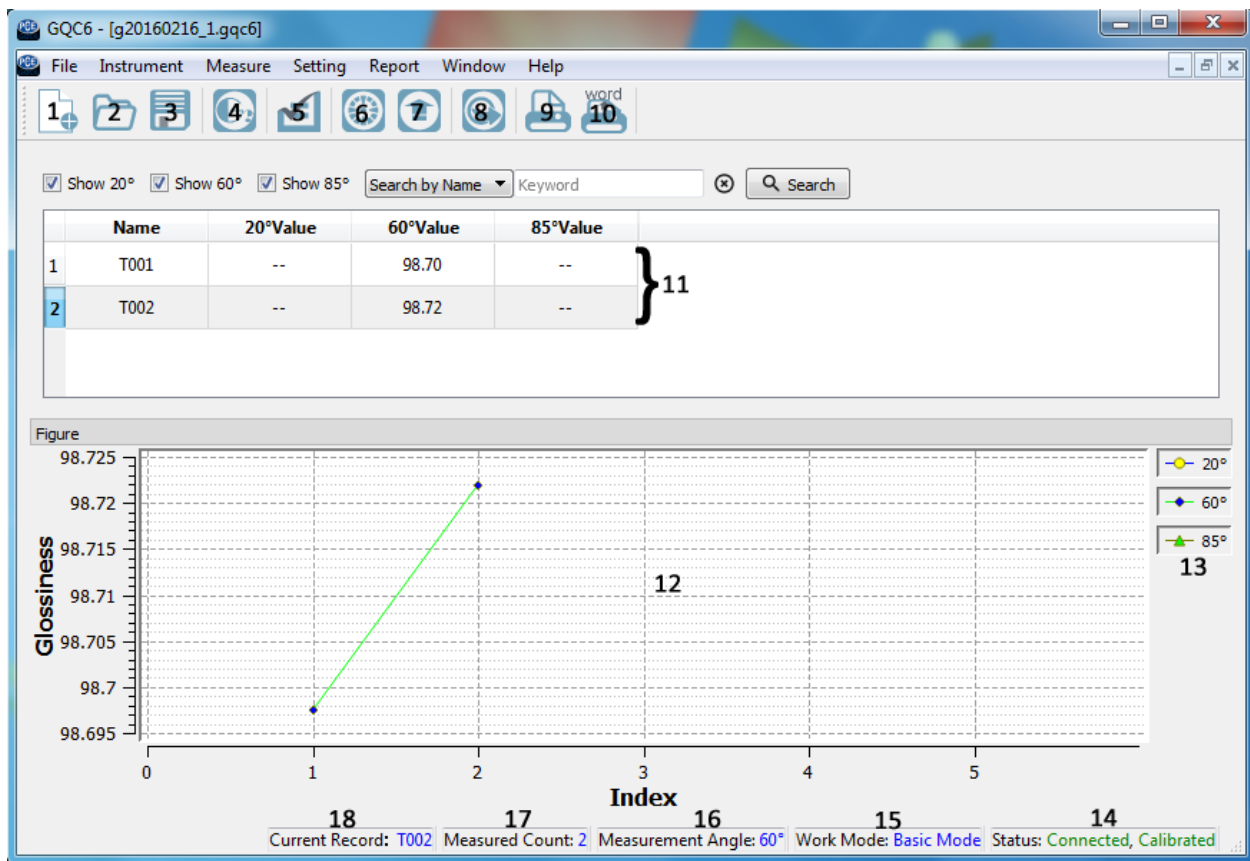 PCE GQC6 - [g20160216_1.gqc6]
PCE File Instrument Measure Setting Report Window Help
word
1 2 3 4 5 6 7 8 9 10
Show 20° Show 60° Show 85° Search by Name Keyword Search
Name 20°Value 60°Value 85°Value
1 T001 -- 98.70 --
11
2 T002 -- 98.72 --
Figure
98.725
98.72
98.715
98.71
98.705
98.7
98.695
Glossiness
12
20°
60°
85°
13
0 1 2 3 4 5
Index
18 17 16 15 14
Current Record: T002 Measured Count: 2 Measurement Angle: 60° Work Mode: Basic Mode Status: Connected, Calibrated